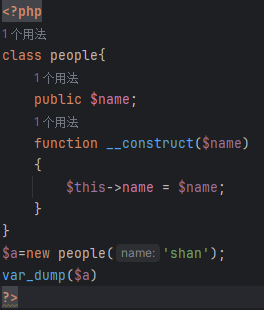 <?php
1个用法
class people{
1个用法
public $name;
1个用法
function __construct($name)
{
$this->name = $name;
}
}
$a=new people( name: 'shan');
var_dump($a)
?>